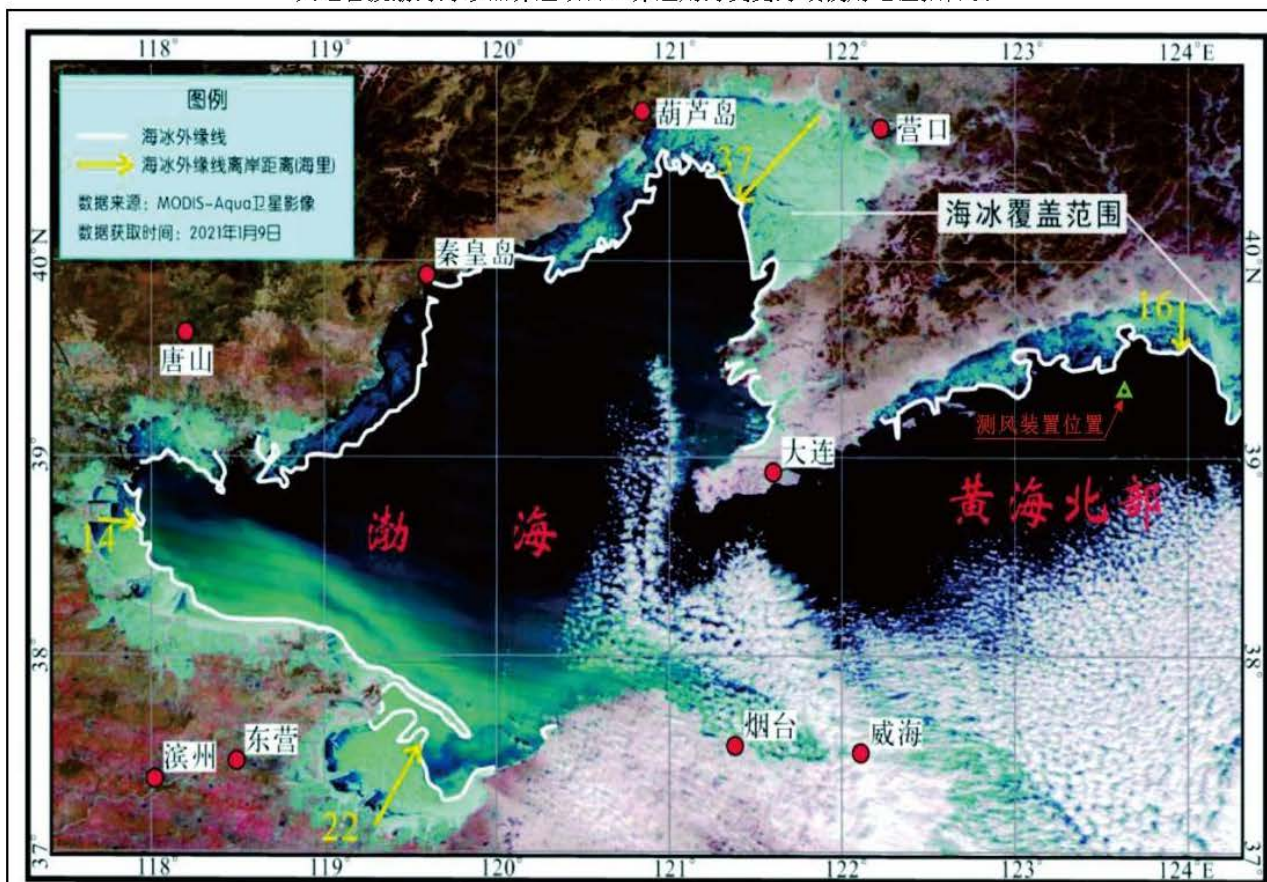 118°
119°
120°
121°
122°
123°
124°E
图例
海冰外缘线
海冰外缘线离岸距离(海里)
数据来源：MODIS-Aqua卫星影像
数据获取时间：2021年1月9日
葫芦岛
营口
37
海冰覆盖范围
40°N
40°N
秦皇岛
16
唐山
测风装置位置
39°
39°
大连
渤海
黄海北部
14
38°
38°
烟台
威海
滨州
东营
22
37°
37°
118°
119°
120°
121°
122°
123°
124°E